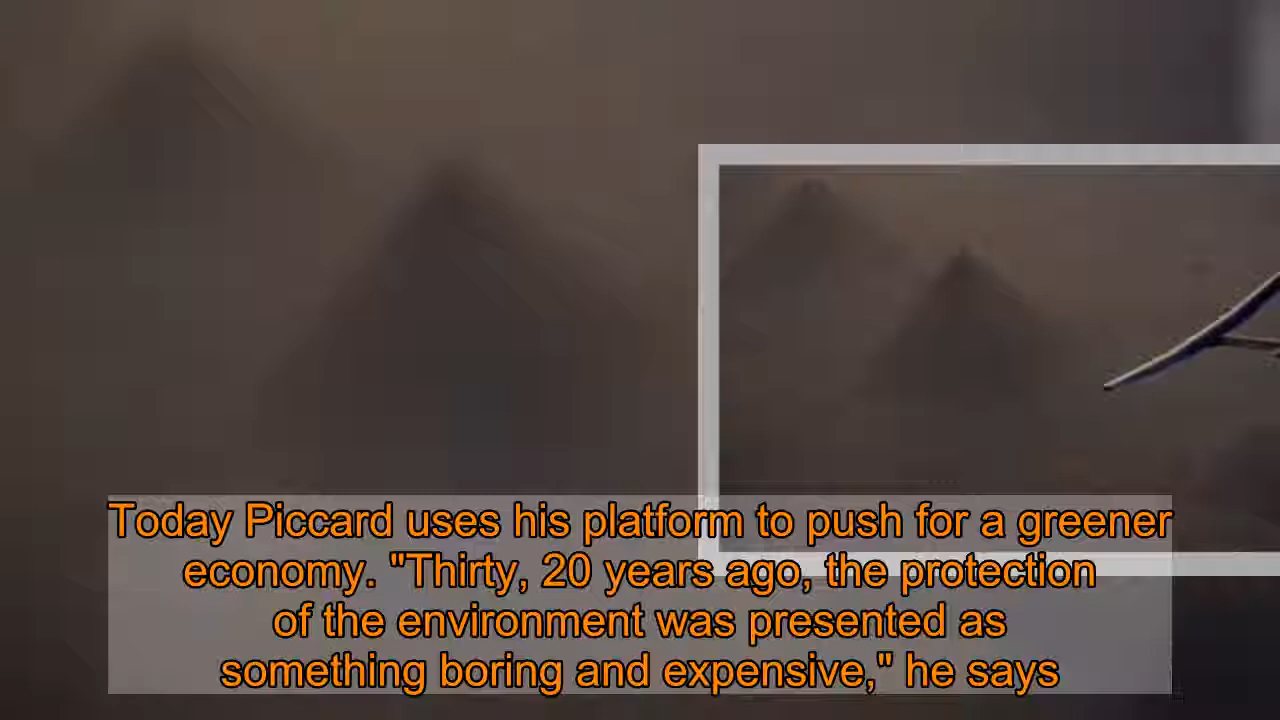 Today Piccard uses his platform to push for a greener
economy. "Thirty, 20 years ago, the protection
of the environment was presented as
something boring and expensive," he says